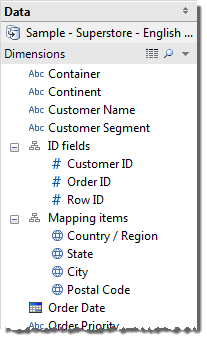 Data
Sample - Superstore - English ...
Dimensions
Abc Container
Abc Continent
Abc Customer Name
Abc Customer Segment
ID fields
# Customer ID
# Order ID
# Row ID
Mapping items
Country / Region
State
City
Postal Code
Order Date
Abc Order Priority